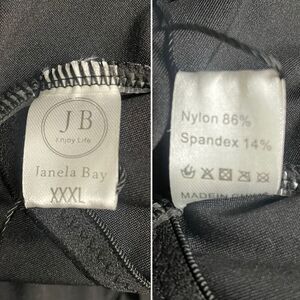 JB
Enjoy Life
Janela Bay
XXXL
Nylon 86%
Spandex 14%
MADE IN CHINA